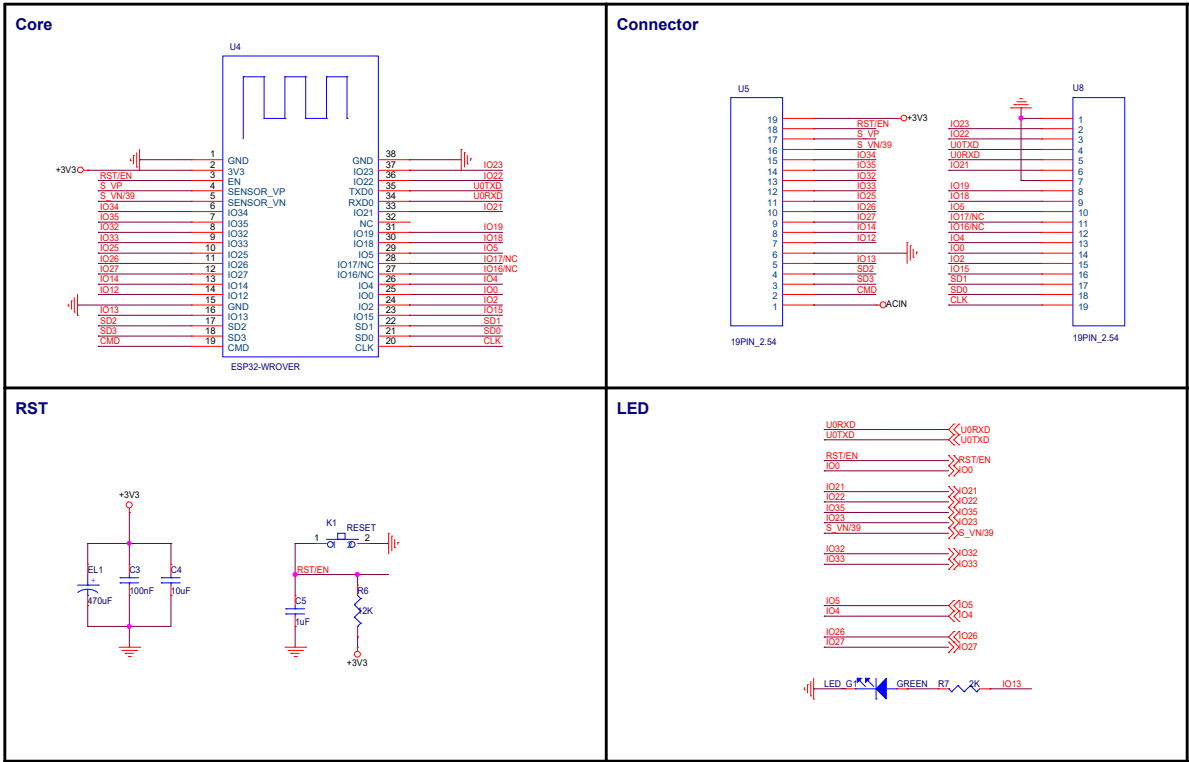 Core
U4
+3V3
RST/EN
S_VP
S_VN/39
IO34
IO35
IO32
IO33
IO25
IO26
IO27
IO14
IO12
IO13
SD2
SD3
CMD
1 GND
2 3V3
3 EN
4 SENSOR_VP
5 SENSOR_VN
6 IO34
7 IO35
8 IO32
9 IO33
10 IO25
11 IO26
12 IO27
13 IO14
14 IO12
15 GND
16 IO13
17 SD2
18 SD3
19 CMD
GND 38
IO23 37 IO23
IO22 36 IO22
TXD0 35 U0TXD
RXD0 34 U0RXD
IO21 33 IO21
NC 32
IO19 31 IO19
IO18 30 IO18
IO5 29 IO5
IO17/NC 28 IO17/NC
IO16/NC 27 IO16/NC
IO4 26 IO4
IO0 25 IO0
IO2 24 IO2
IO15 23 IO15
SD1 22 SD1
SD0 21 SD0
CLK 20 CLK
ESP32-WROVER
Connector
U5
19 +3V3
18 RST/EN
17 S_VP
16 S_VN/39
15 IO34
14 IO35
13 IO32
12 IO33
11 IO25
10 IO26
9 IO27
8 IO14
7 IO12
6
5 IO13
4 SD2
3 SD3
2 CMD
1 ACIN
19PIN_2.54
U8
1
IO23 2
IO22 3
U0TXD 4
U0RXD 5
IO21 6
7
IO19 8
IO18 9
IO5 10
IO17/NC 11
IO16/NC 12
IO4 13
IO0 14
IO2 15
IO15 16
SD1 17
SD0 18
CLK 19
19PIN_2.54
RST
+3V3
EL1
+
470uF
C3
100nF
C4
10uF
K1 RESET
1 1 2 2
RST/EN
C5
1uF
R6
12K
+3V3
LED
U0RXD U0RXD
U0TXD U0TXD
RST/EN RST/EN
IO0 IO0
IO21 IO21
IO22 IO22
IO35 IO35
IO23 IO23
S_VN/39 S_VN/39
IO32 IO32
IO33 IO33
IO5 IO5
IO4 IO4
IO26 IO26
IO27 IO27
LED_G1 GREEN R7 2K IO13